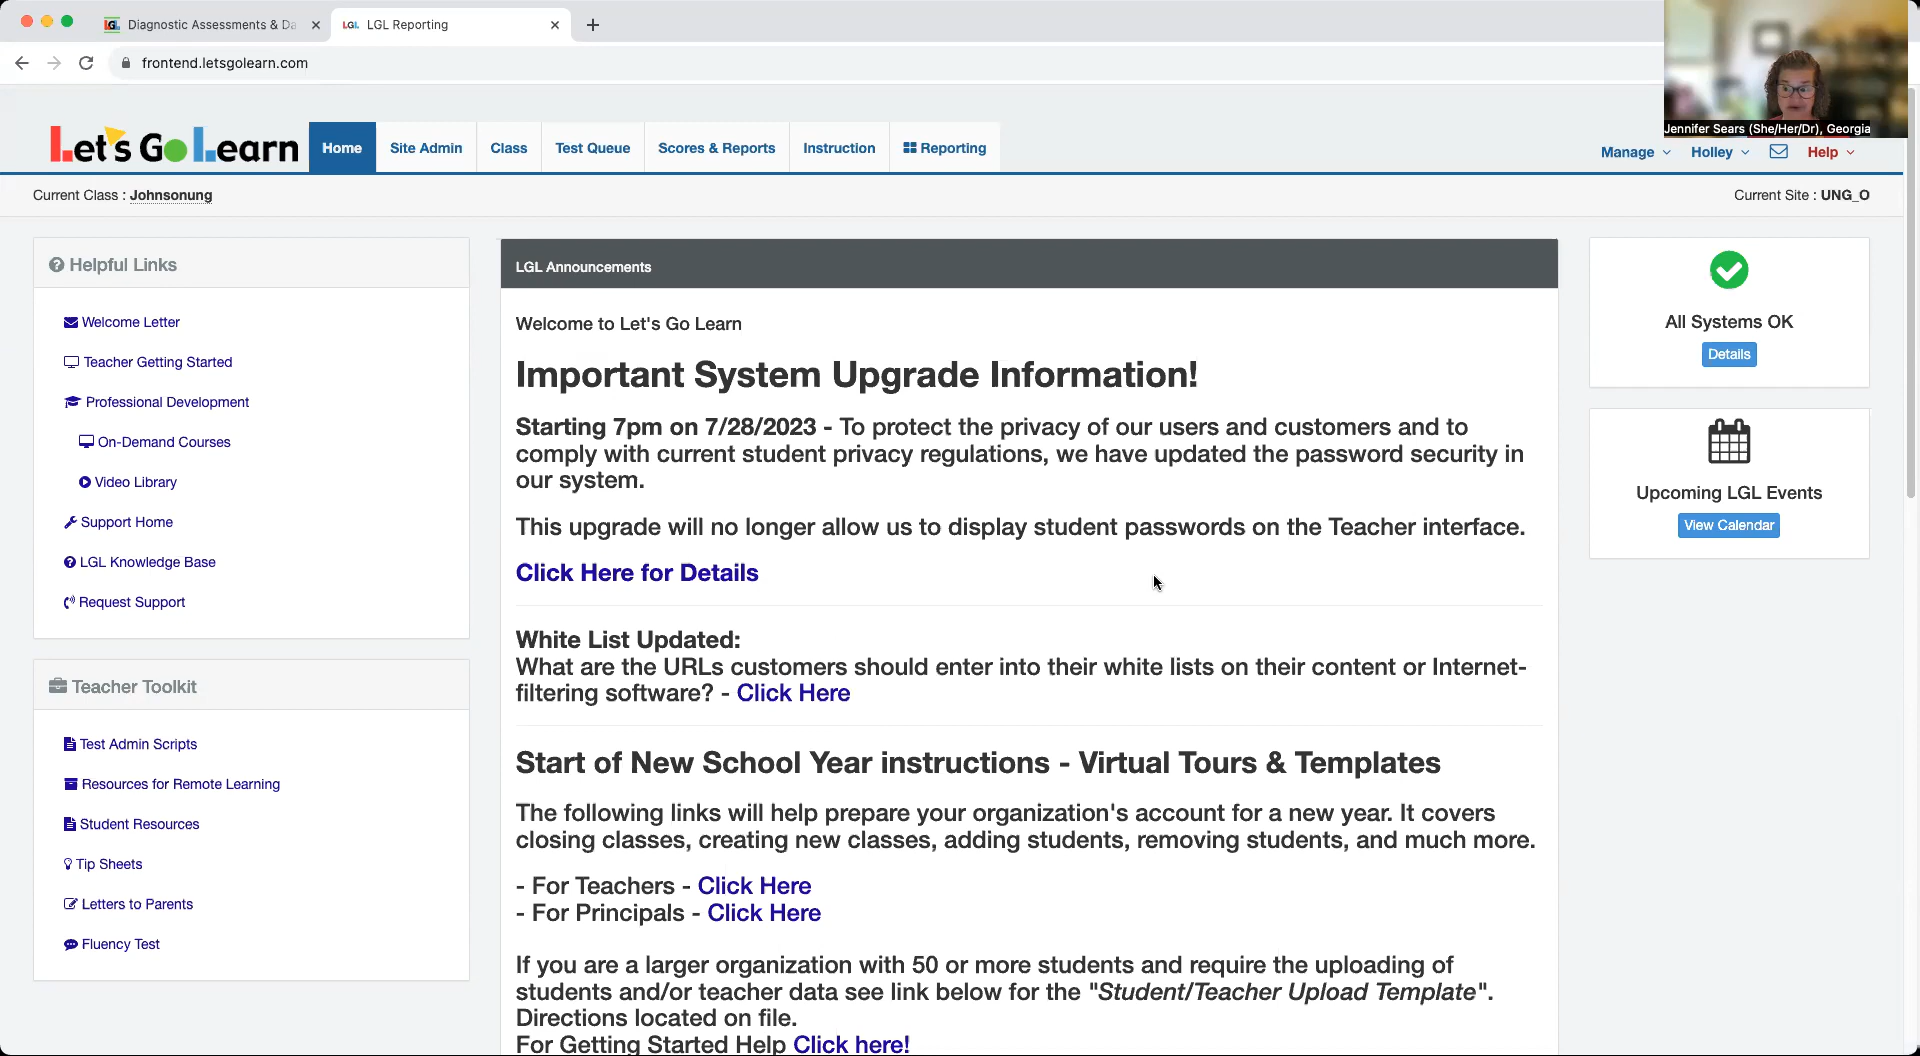 Diagnostic Assessments & Da
LGL Reporting
frontend.letsgolearn.com
Jennifer Sears (She/Her/Dr), Georgia
Let's Go Learn
Home
Site Admin
Class
Test Queue
Scores & Reports
Instruction
Reporting
Manage
Holley
Help
Current Class : Johnsonung
Current Site : UNG_O
Helpful Links
Welcome Letter
Teacher Getting Started
Professional Development
On-Demand Courses
Video Library
Support Home
LGL Knowledge Base
Request Support
Teacher Toolkit
Test Admin Scripts
Resources for Remote Learning
Student Resources
Tip Sheets
Letters to Parents
Fluency Test
LGL Announcements
Welcome to Let's Go Learn
Important System Upgrade Information!
Starting 7pm on 7/28/2023 - To protect the privacy of our users and customers and to
comply with current student privacy regulations, we have updated the password security in
our system.
This upgrade will no longer allow us to display student passwords on the Teacher interface.
Click Here for Details
White List Updated:
What are the URLs customers should enter into their white lists on their content or Internet-
filtering software? - Click Here
Start of New School Year instructions - Virtual Tours & Templates
The following links will help prepare your organization's account for a new year. It covers
closing classes, creating new classes, adding students, removing students, and much more.
- For Teachers - Click Here
- For Principals - Click Here
If you are a larger organization with 50 or more students and require the uploading of
students and/or teacher data see link below for the "Student/Teacher Upload Template".
Directions located on file.
For Getting Started Help Click here!
All Systems OK
Details
Upcoming LGL Events
View Calendar